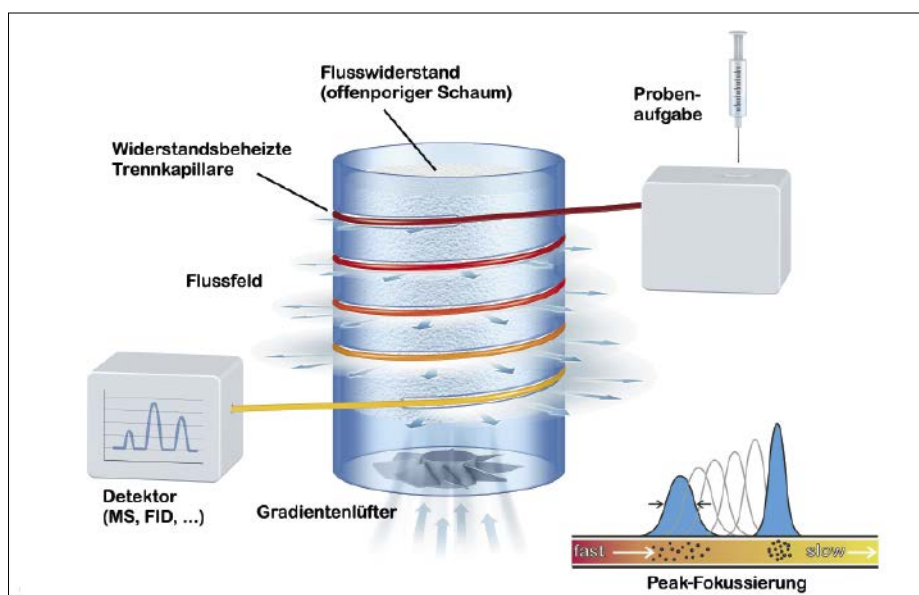 Flusswiderstand
(offenporiger Schaum)
Proben-
aufgabe
Widerstandsbeheizte
Trennkapillare
Flussfeld
Detektor
(MS, FID, ...)
Gradientenlüfter
fast
slow
Peak-Fokussierung